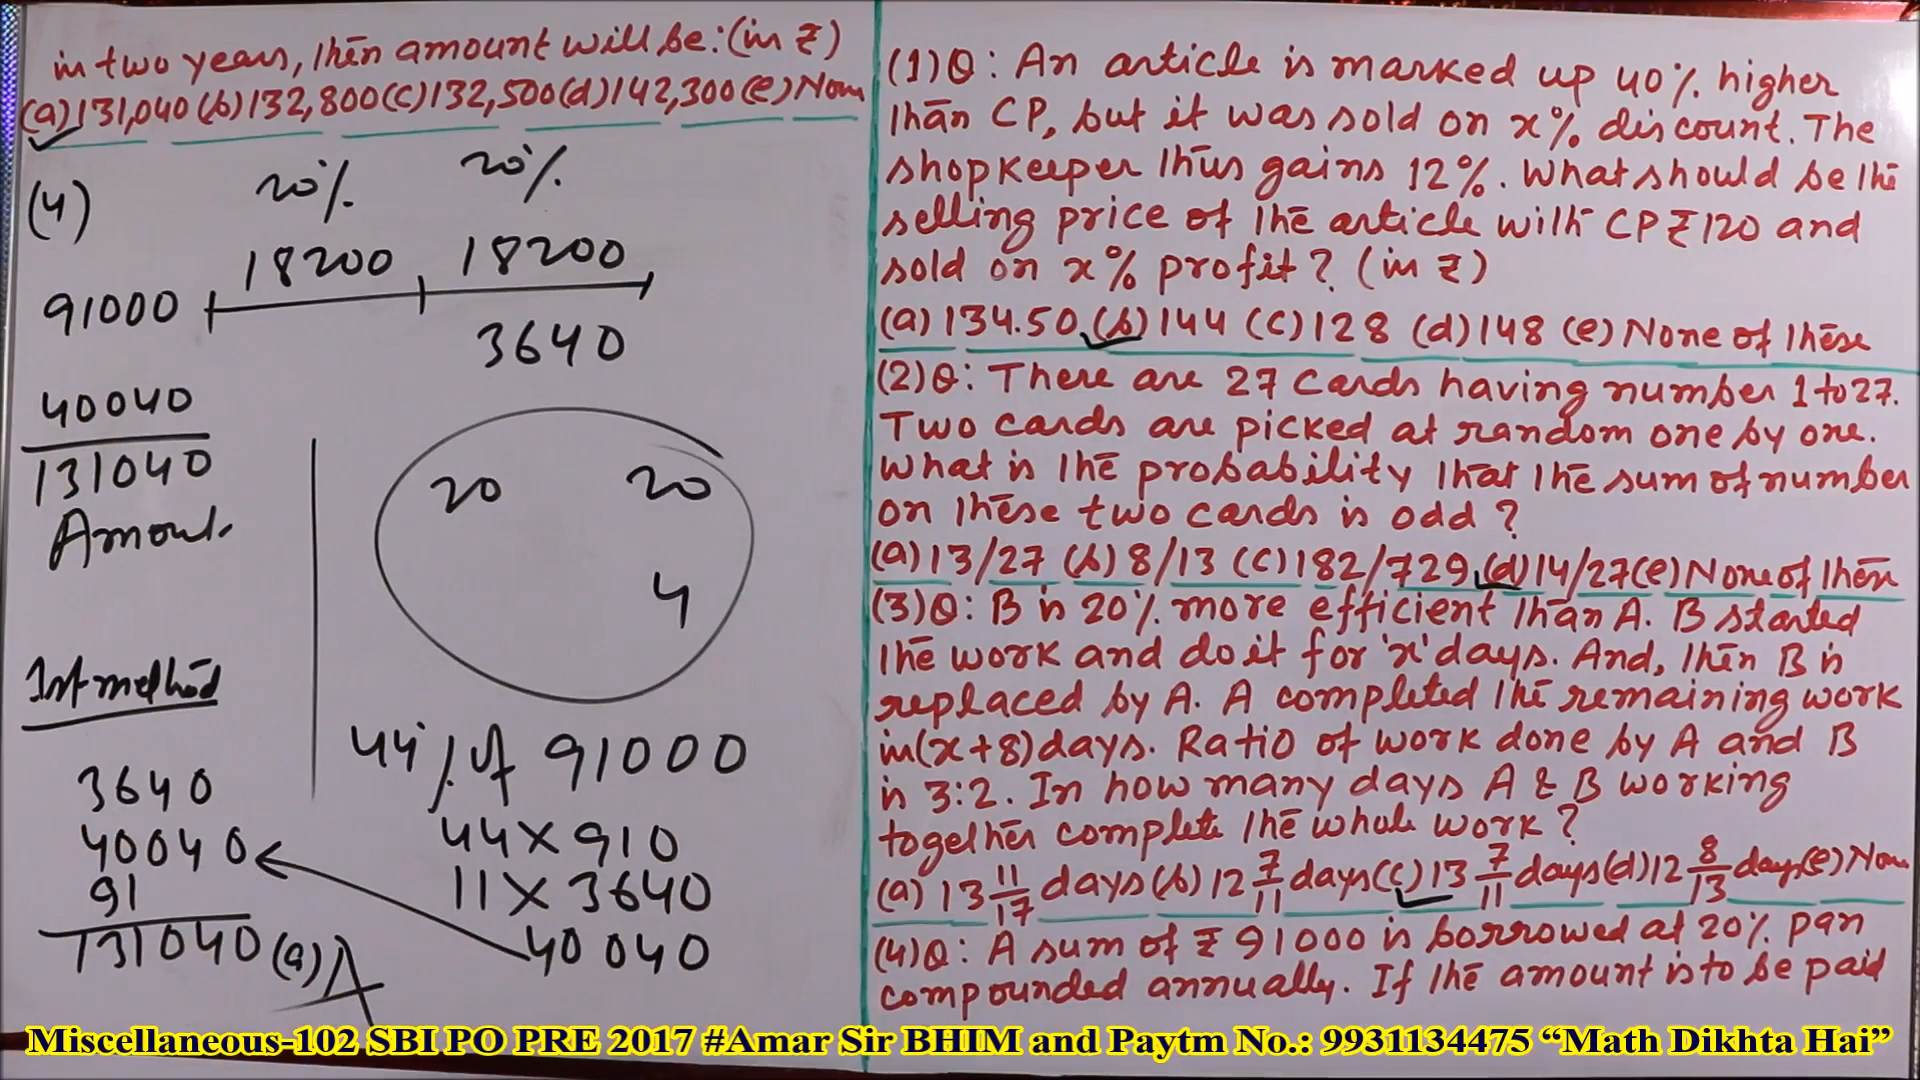 in two years, then amount will be: (in ₹)
(a) 131,040 (b) 132,800 (c) 132,500 (d) 142,300 (e) None
(4)
20% 20%
18200 18200
91000
3640
40040
131040
Amount
20 20
4
1st method
44% of 91000
3640
40040
91
131040 (a) A
44 X 910
11 X 3640
40040
(1) Q: An article is marked up 40% higher
than CP, but it was sold on x% discount. The
shopkeeper thus gains 12%. What should be the
selling price of the article with CP ₹ 120 and
sold on x% profit? (in ₹)
(a) 134.50 (b) 144 (c) 128 (d) 148 (e) None of these
(2) Q: There are 27 cards having number 1 to 27.
Two cards are picked at random one by one.
What is the probability that the sum of number
on these two cards is odd?
(a) 13/27 (b) 8/13 (c) 182/729 (d) 14/27 (e) None of these
(3) Q: B is 20% more efficient than A. B started
the work and do it for 'x' days. And, then B is
replaced by A. A completed the remaining work
in (x+8) days. Ratio of work done by A and B
is 3:2. In how many days A & B working
together complete the whole work?
(a) 13 11/17 days (b) 12 7/11 days (c) 13 7/11 days (d) 12 8/13 days (e) None
(4) Q: A sum of ₹ 91000 is borrowed at 20% pan
compounded annually. If the amount is to be paid
Miscellaneous-102 SBI PO PRE 2017 #Amar Sir BHIM and Paytm No.: 9931134475 “Math Dikhta Hai”